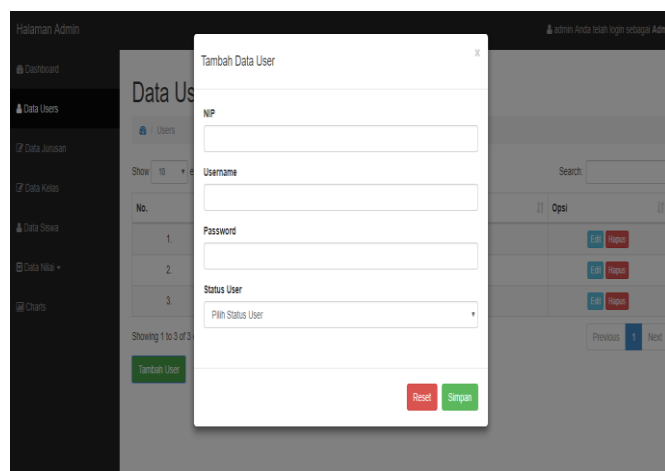 Halaman Admin
admin Anda telah login sebagai Adm
Dashboard
Data Users
Data Jurusan
Data Kelas
Data Siswa
Data Nilai
Charts
Data Us
/ Users
Show 10 e
Search:
No.
Opsi
1.
Edit Hapus
2.
Edit Hapus
3.
Edit Hapus
Showing 1 to 3 of 3
Previous 1 Next
Tambah User
Tambah Data User
x
NIP
Username
Password
Status User
Pilih Status User
Reset Simpan